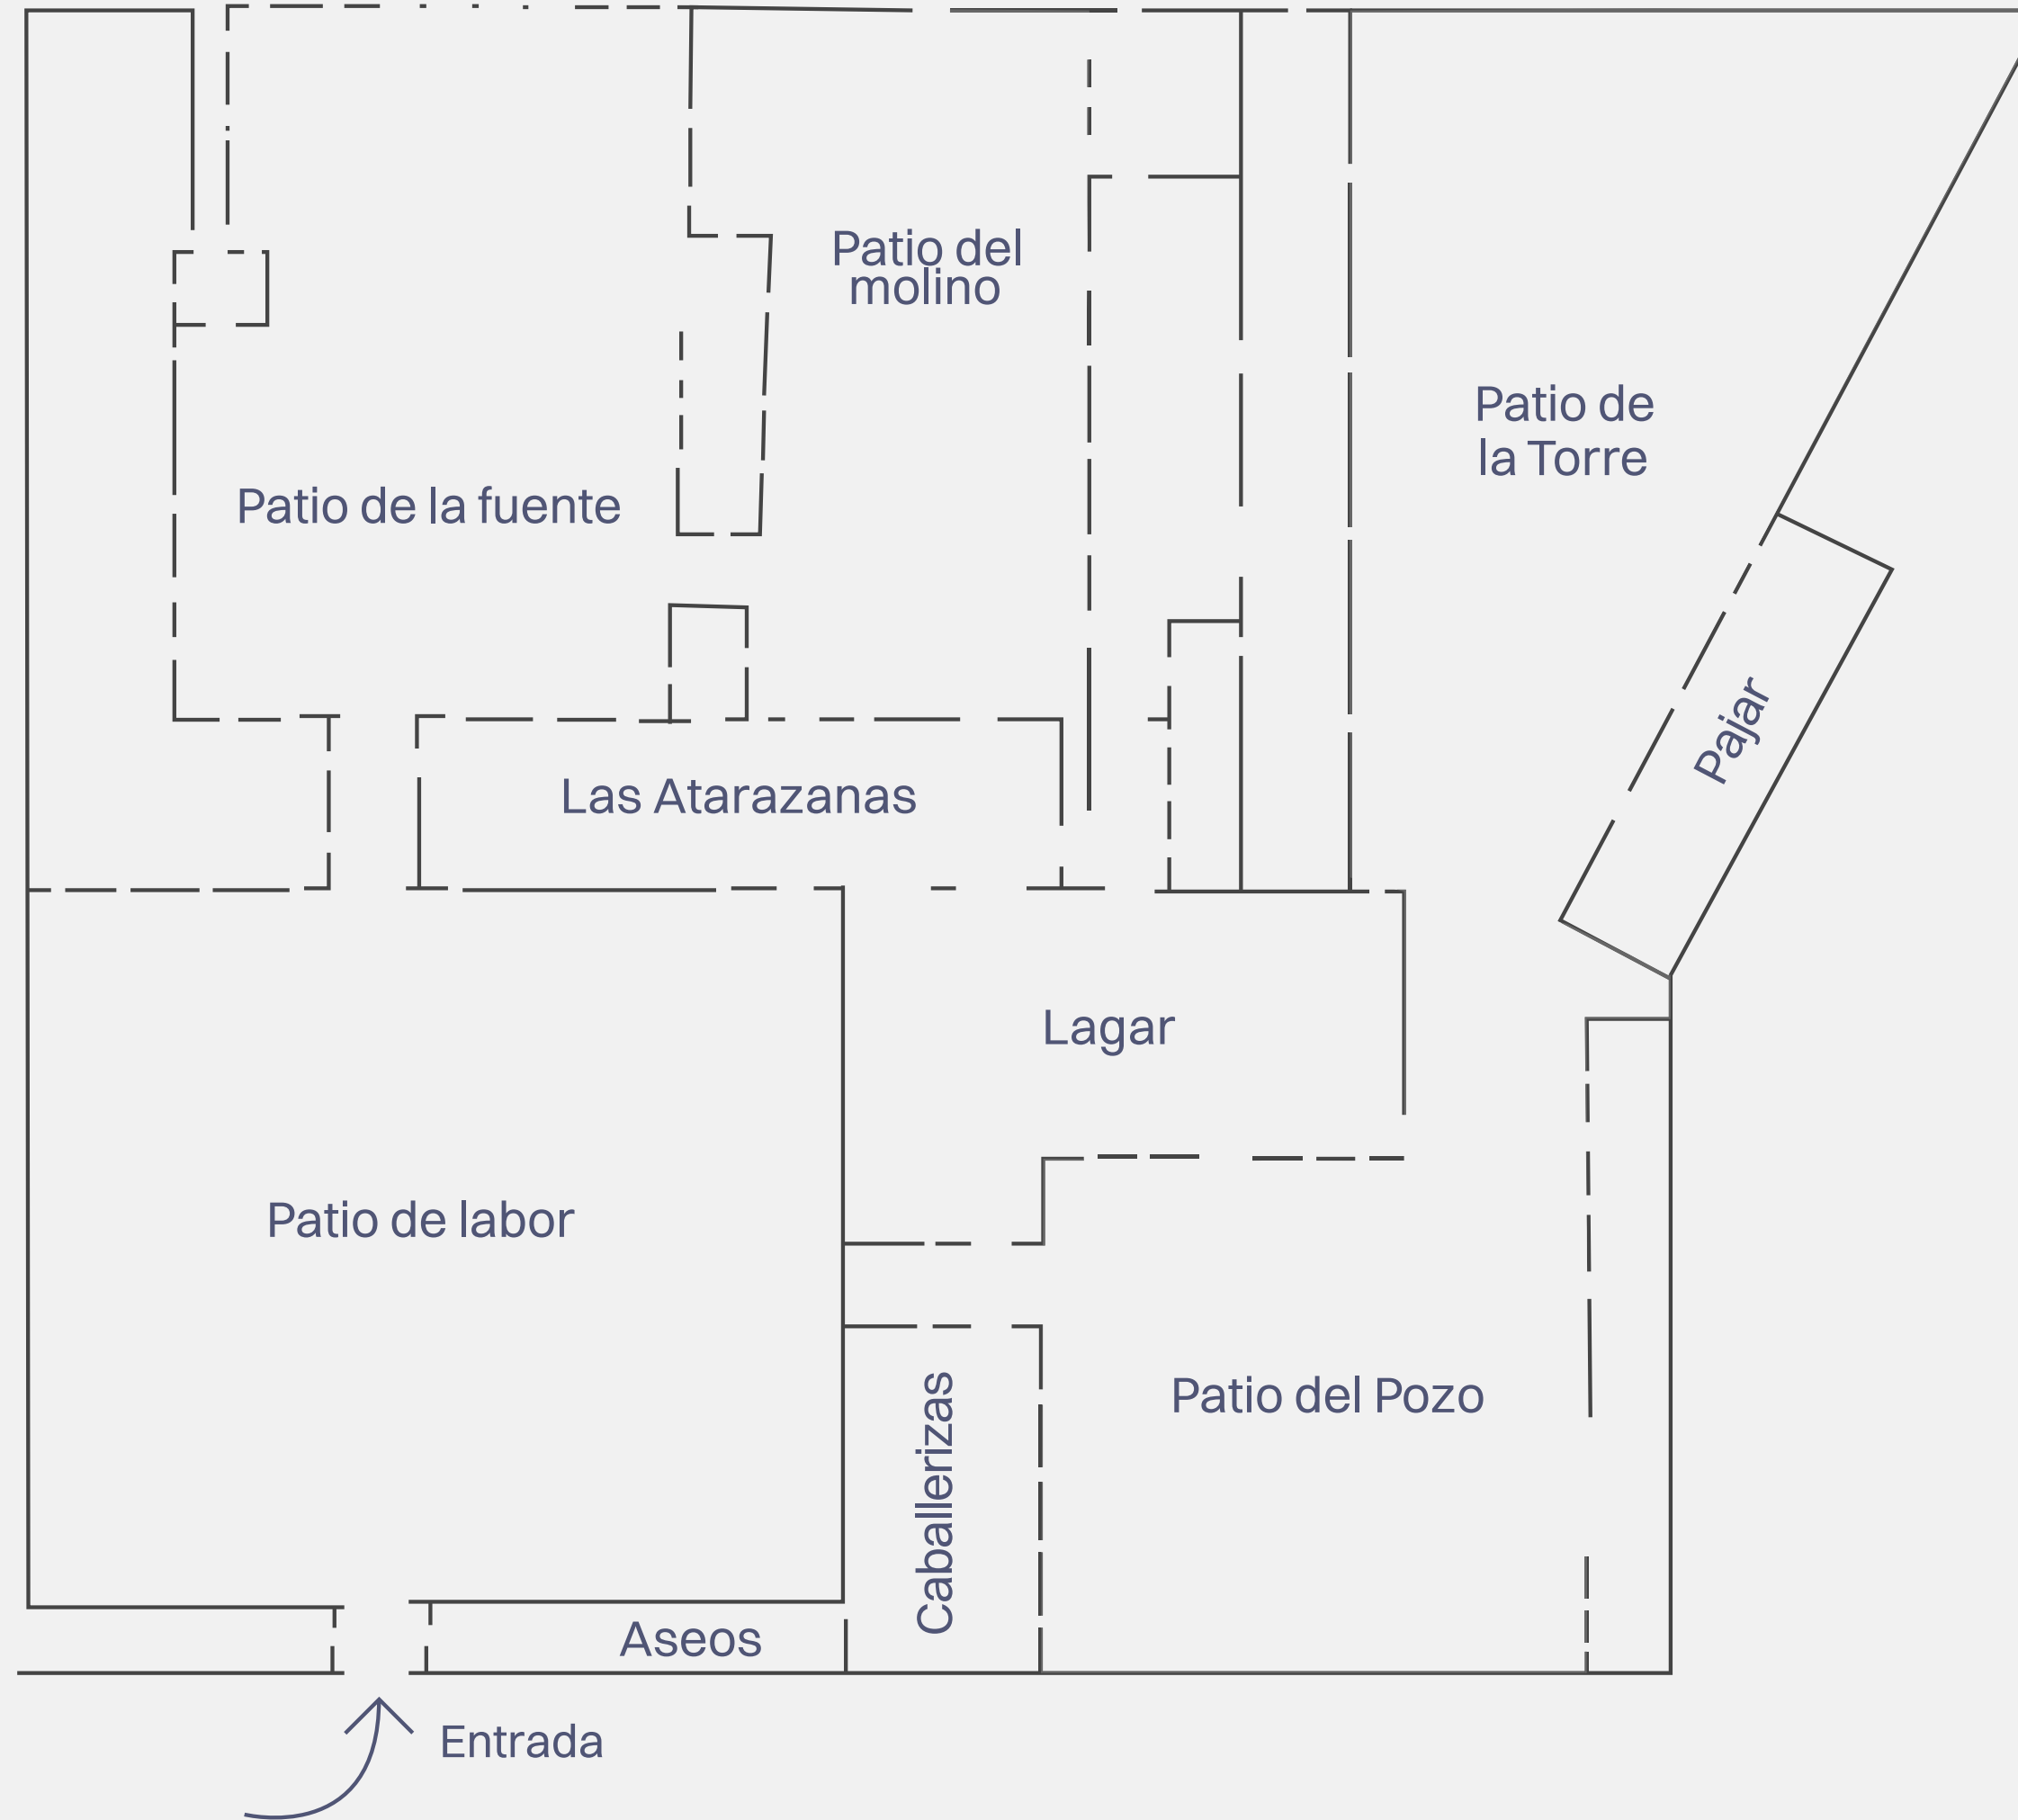 Patio del
molino
Patio de
la Torre
Patio de la fuente
Pajar
Las Atarazanas
Lagar
Patio de labor
Patio del Pozo
Caballerizas
Aseos
Entrada